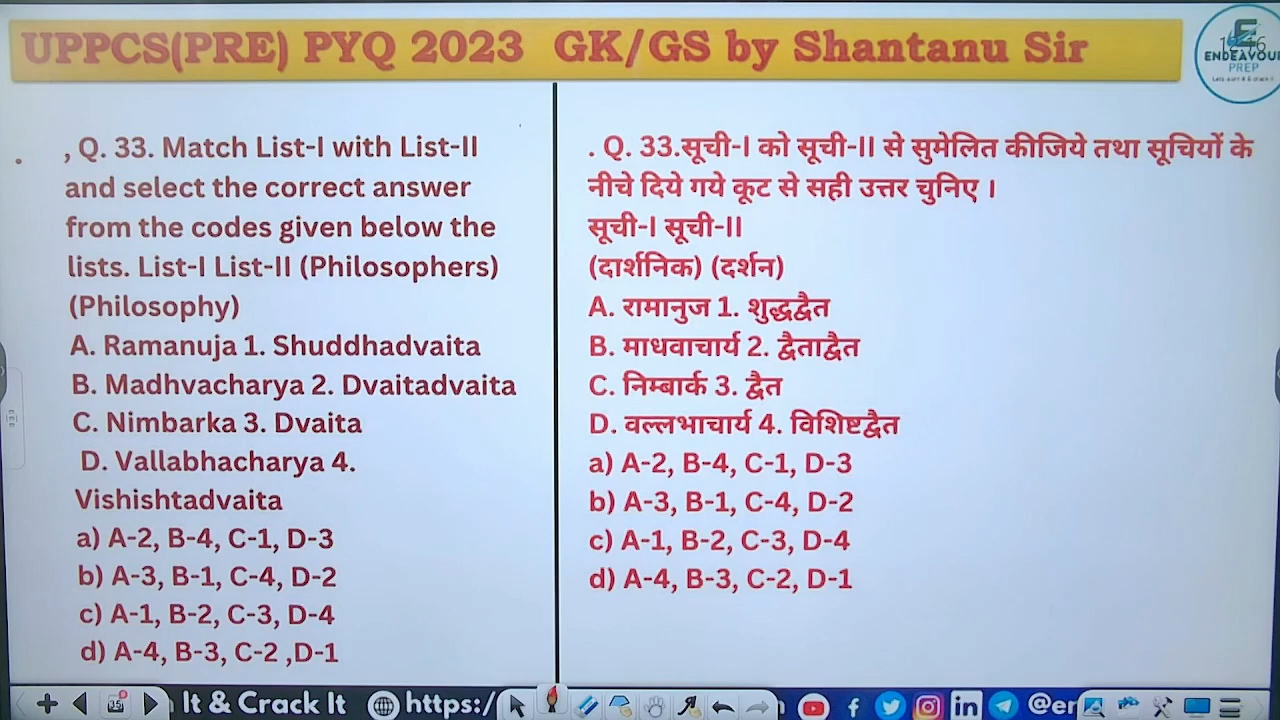 UPPCS(PRE) PYQ 2023 GK/GS by Shantanu Sir
ENDEAVOUR
PREP
, Q. 33. Match List-I with List-II
and select the correct answer
from the codes given below the
lists. List-I List-II (Philosophers)
(Philosophy)
A. Ramanuja 1. Shuddhadvaita
B. Madhvacharya 2. Dvaitadvaita
C. Nimbarka 3. Dvaita
D. Vallabhacharya 4.
Vishishtadvaita
a) A-2, B-4, C-1, D-3
b) A-3, B-1, C-4, D-2
c) A-1, B-2, C-3, D-4
d) A-4, B-3, C-2 ,D-1
. Q. 33.सूची-I को सूची-II से सुमेलित कीजिये तथा सूचियों के
नीचे दिये गये कूट से सही उत्तर चुनिए ।
सूची-I सूची-II
(दार्शनिक) (दर्शन)
A. रामानुज 1. शुद्धद्वैत
B. माधवाचार्य 2. द्वैताद्वैत
C. निम्बार्क 3. द्वैत
D. वल्लभाचार्य 4. विशिष्टद्वैत
a) A-2, B-4, C-1, D-3
b) A-3, B-1, C-4, D-2
c) A-1, B-2, C-3, D-4
d) A-4, B-3, C-2, D-1
35
It & Crack It
https:/
@er